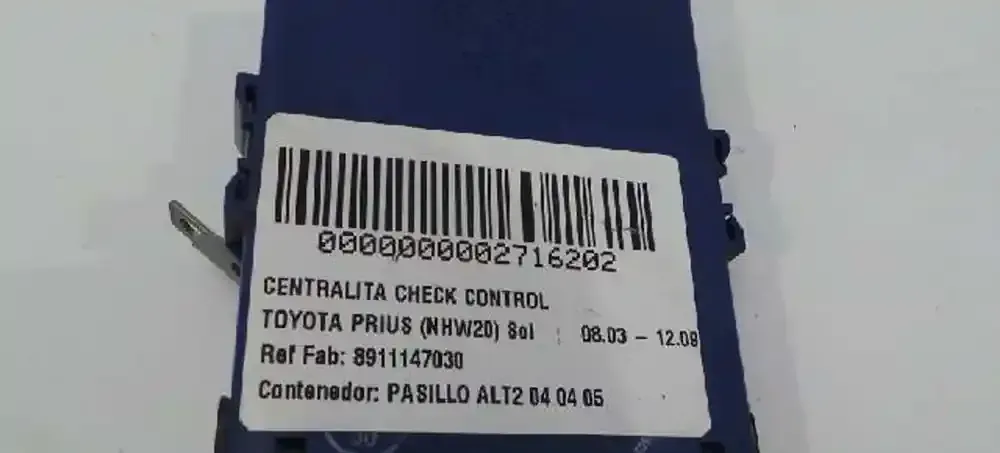 0000000002716202
CENTRALITA CHECK CONTROL
TOYOTA PRIUS (NHW20) Sol : 08.03 - 12.09
Ref Fab: 8911147030
Contenedor: PASILLO ALT2 04 04 05